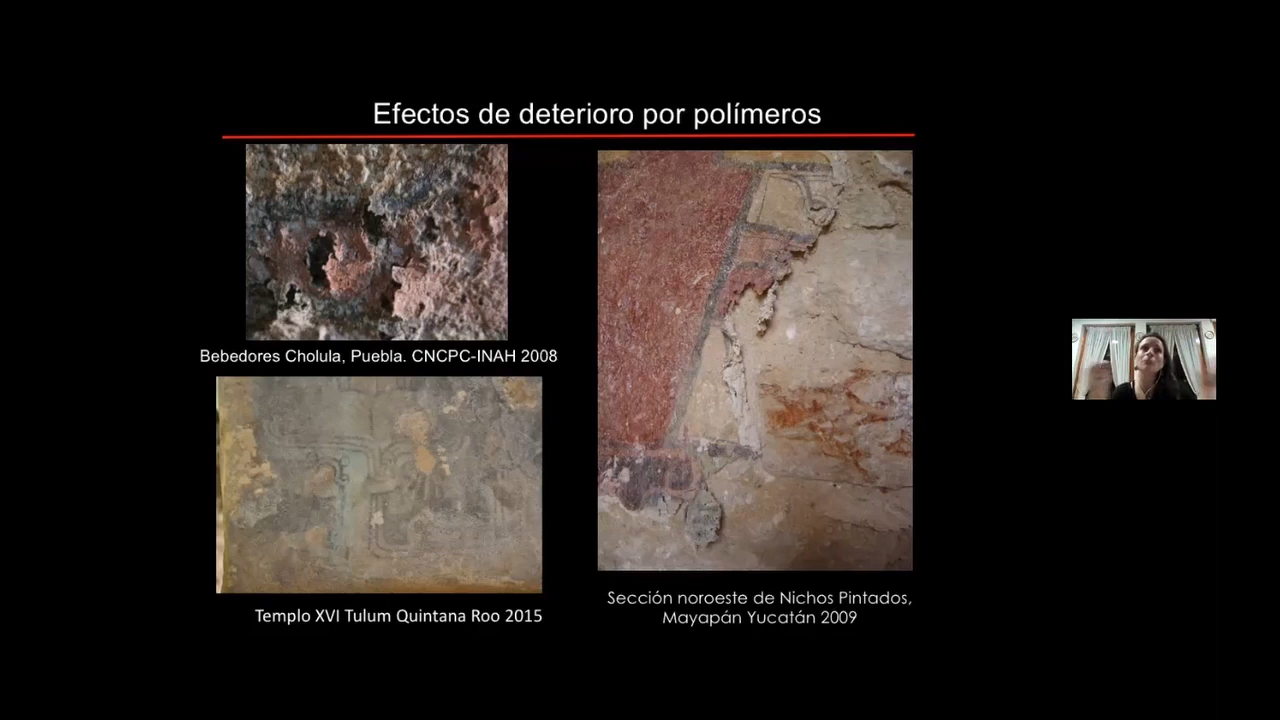 Efectos de deterioro por polímeros
Bebedores Cholula, Puebla. CNCPC-INAH 2008
Templo XVI Tulum Quintana Roo 2015
Sección noroeste de Nichos Pintados,
Mayapán Yucatán 2009